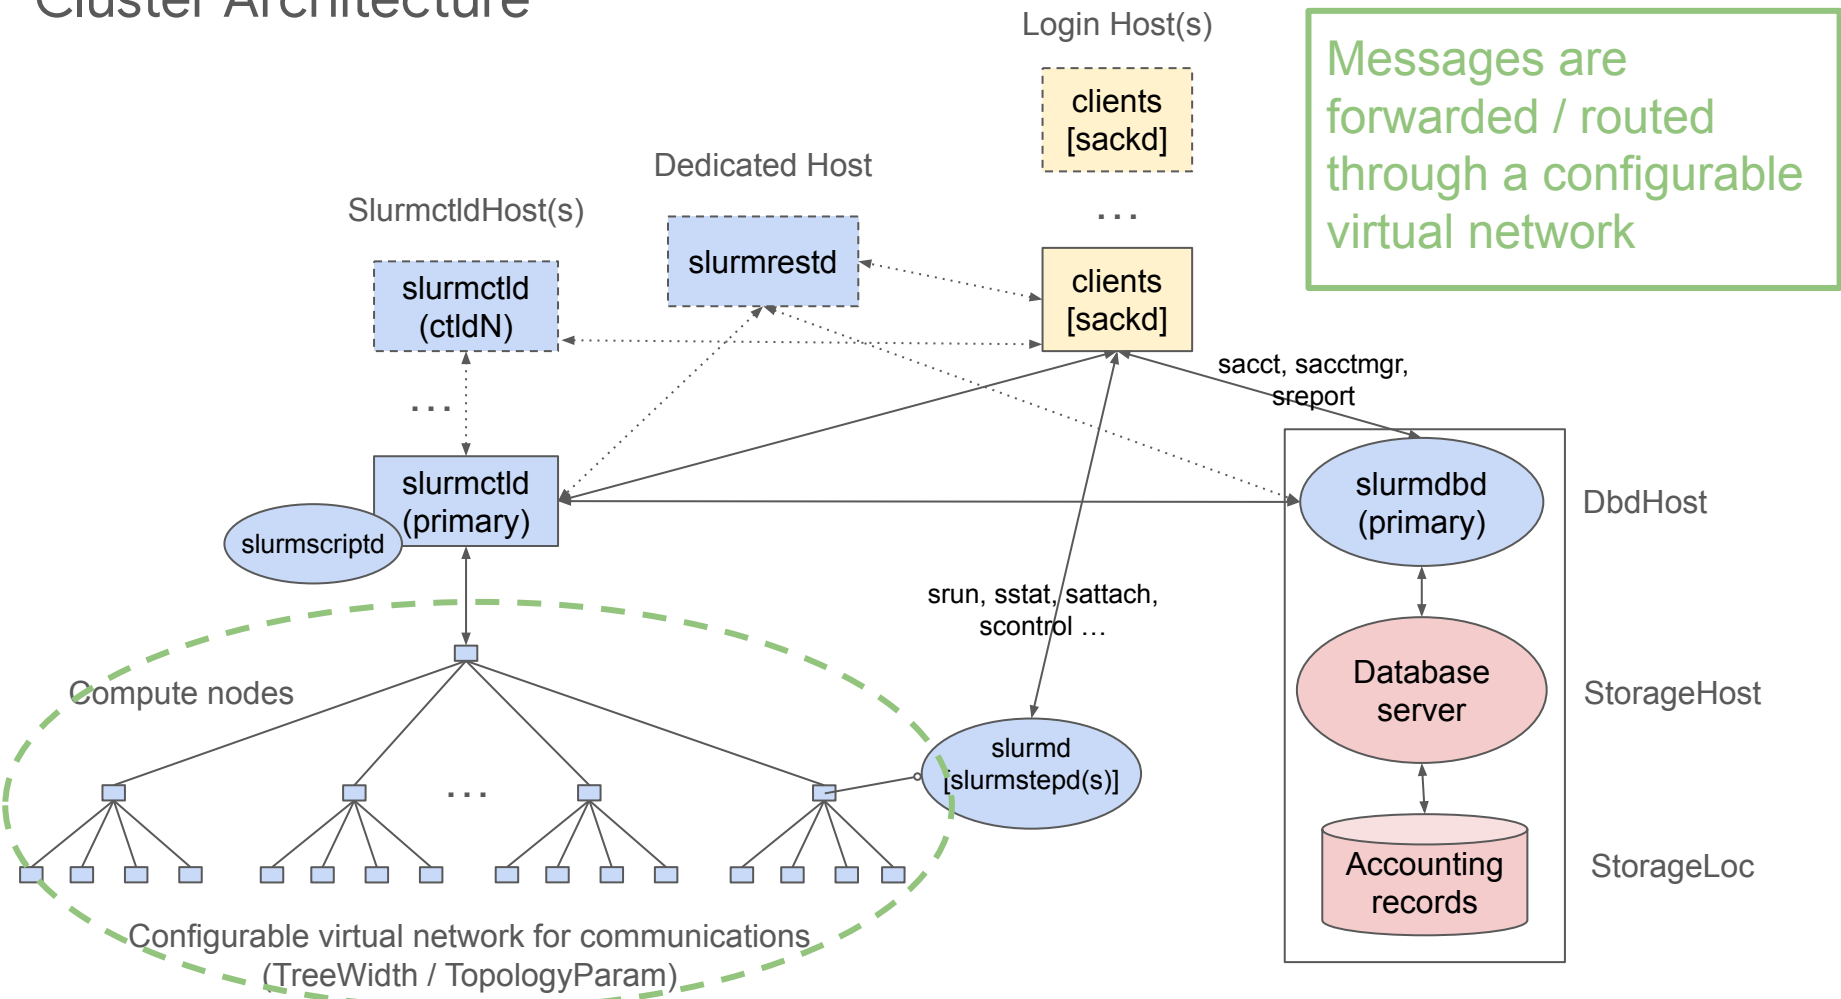 Cluster Architecture
Login Host(s)
clients
[sackd]
...
clients
[sackd]
Messages are
forwarded / routed
through a configurable
virtual network
Dedicated Host
slurmrestd
SlurmctldHost(s)
slurmctld
(ctldN)
...
slurmctld
(primary)
slurmscriptd
sacct, sacctmgr,
sreport
slurmdbd
(primary)
DbdHost
srun, sstat, sattach,
scontrol …
Database
server
StorageHost
Compute nodes
...
slurmd
[slurmstepd(s)]
Accounting
records
StorageLoc
Configurable virtual network for communications
(TreeWidth / TopologyParam)